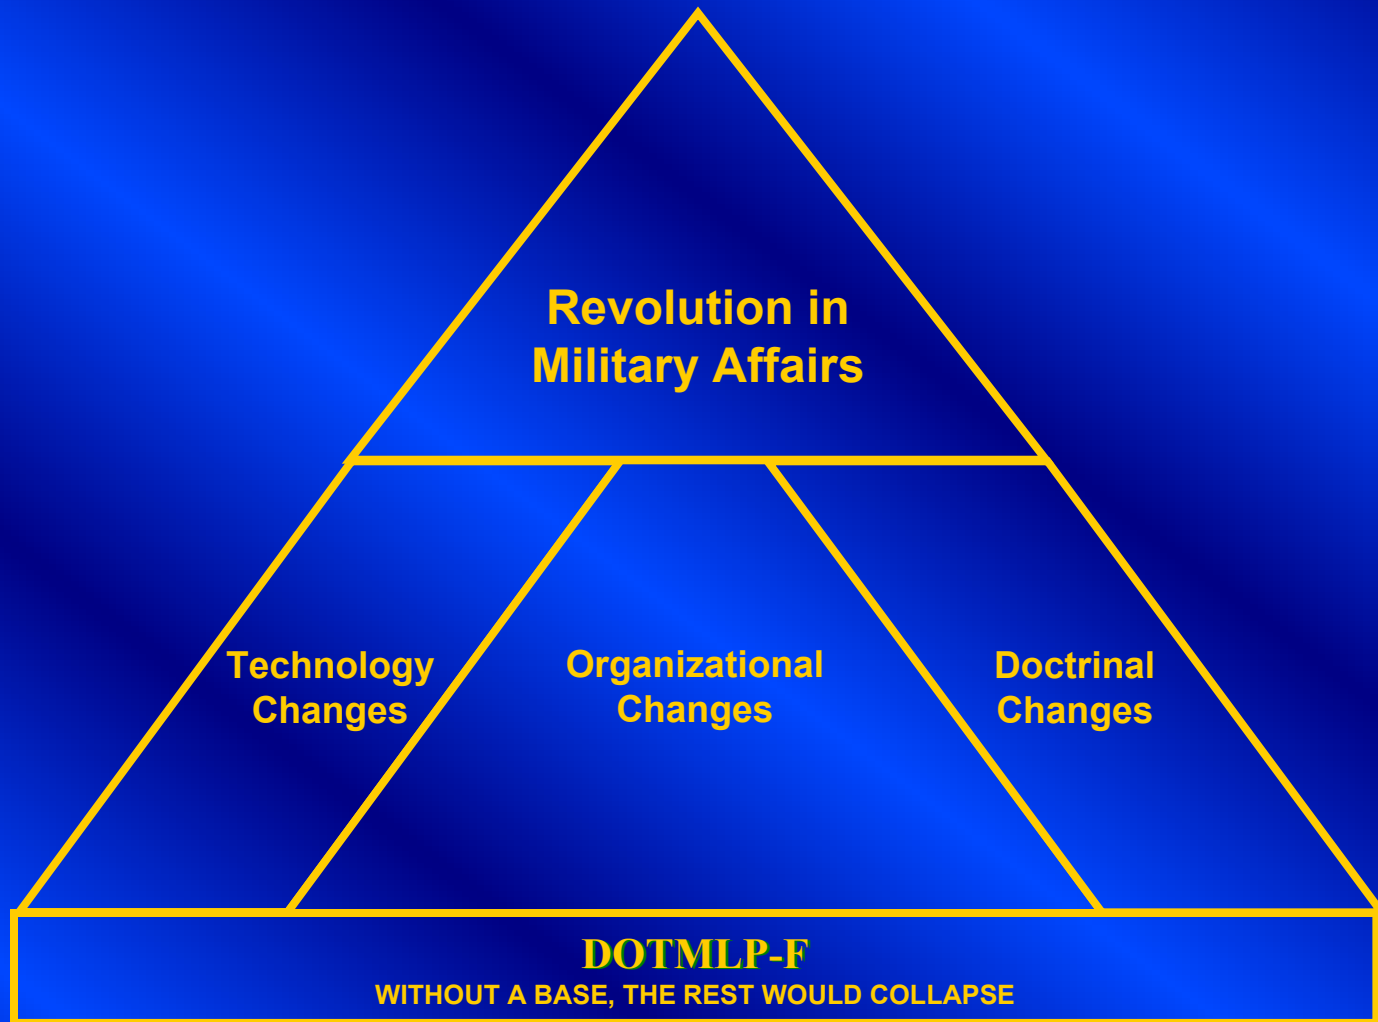 Revolution in
Military Affairs
Technology
Changes
Organizational
Changes
Doctrinal
Changes
DOTMLP-F
WITHOUT A BASE, THE REST WOULD COLLAPSE